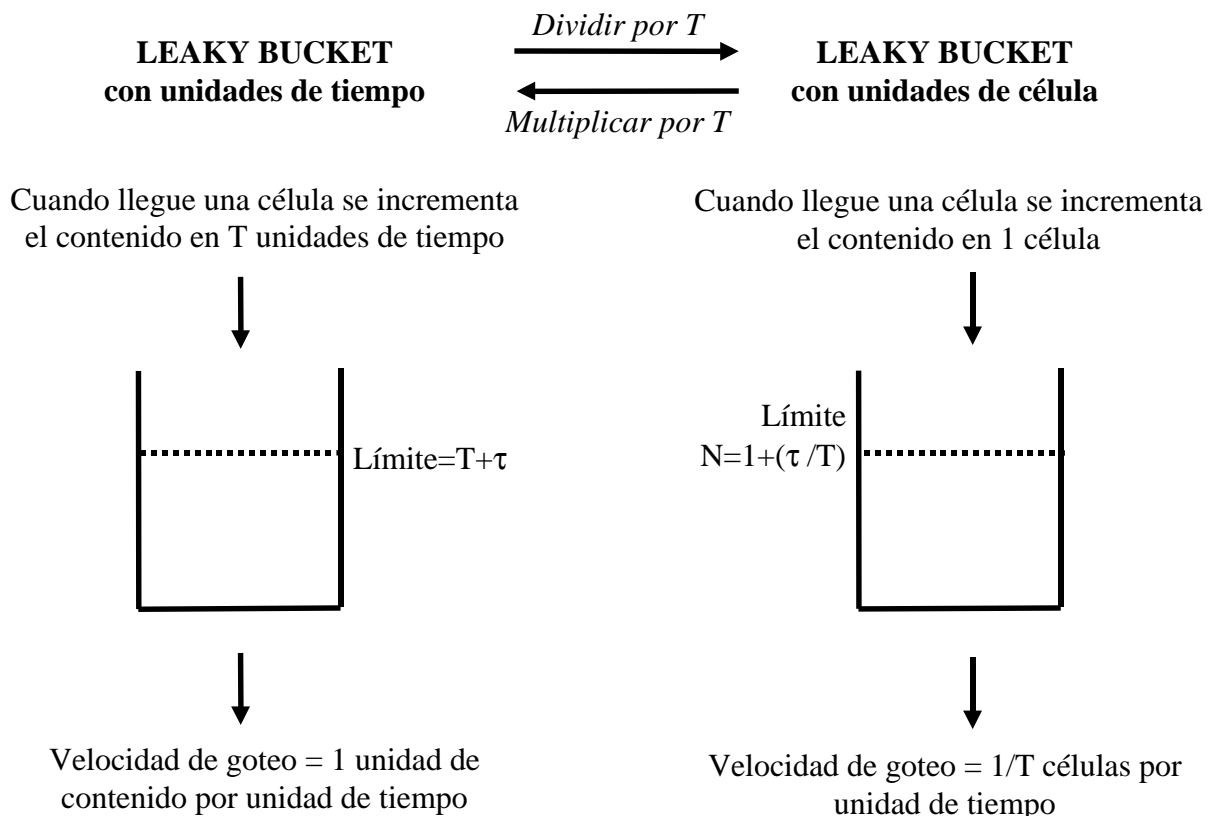 LEAKY BUCKET
con unidades de tiempo
Dividir por T
Multiplicar por T
LEAKY BUCKET
con unidades de célula
Cuando llegue una célula se incrementa
el contenido en T unidades de tiempo
Límite=T+τ
Velocidad de goteo = 1 unidad de
contenido por unidad de tiempo
Cuando llegue una célula se incrementa
el contenido en 1 célula
Límite
N=1+(τ /T)
Velocidad de goteo = 1/T células por
unidad de tiempo